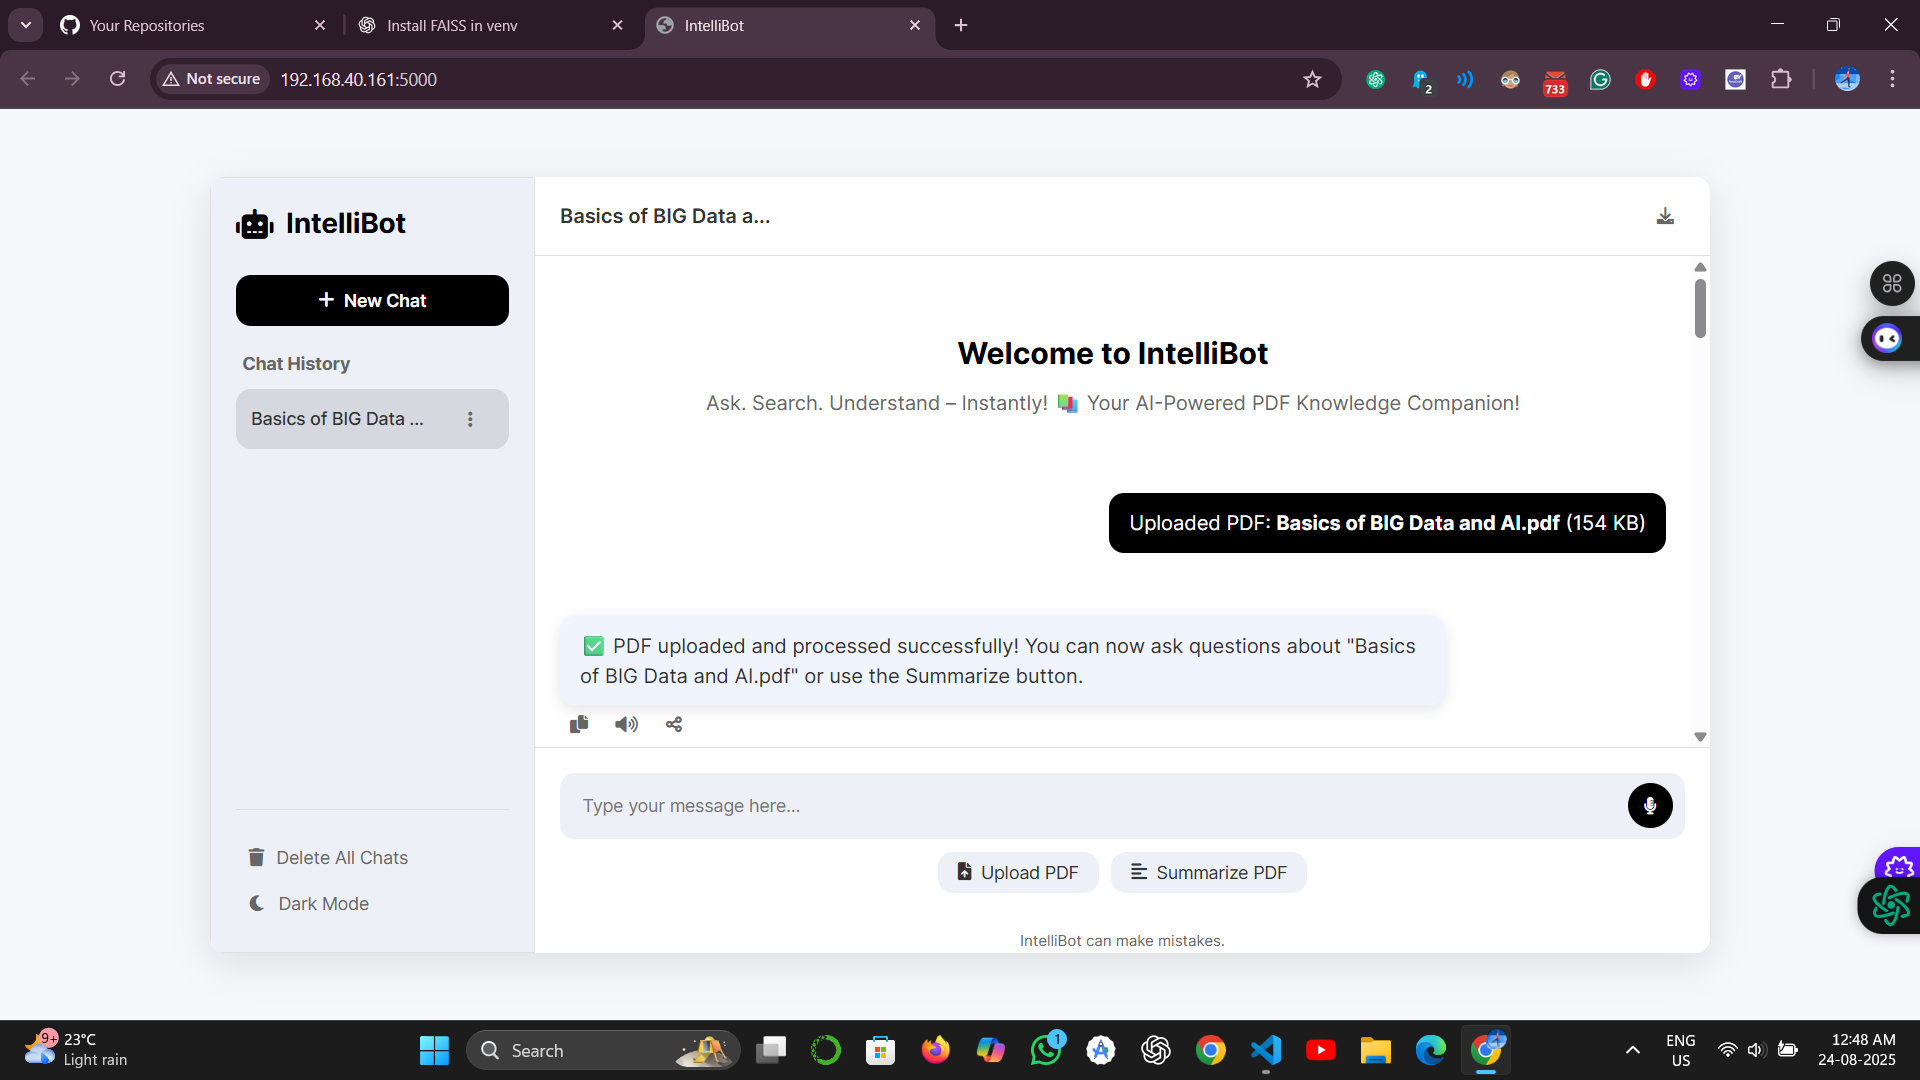 Your Repositories
Install FAISS in venv
IntelliBot
Not secure
192.168.40.161:5000
2
733
IntelliBot
New Chat
Chat History
Basics of BIG Data ...
Delete All Chats
Dark Mode
Basics of BIG Data a...
Welcome to IntelliBot
Ask. Search. Understand – Instantly! 📚 Your AI-Powered PDF Knowledge Companion!
Uploaded PDF: Basics of BIG Data and AI.pdf (154 KB)
✅ PDF uploaded and processed successfully! You can now ask questions about "Basics
of BIG Data and AI.pdf" or use the Summarize button.
Type your message here...
Upload PDF
Summarize PDF
IntelliBot can make mistakes.
9+
23°C
Light rain
Search
1
ENG
US
12:48 AM
24-08-2025